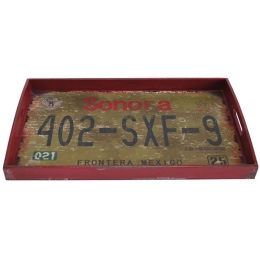 Sonora
402-SXF-9
021
25
FRONTERA MEXICO